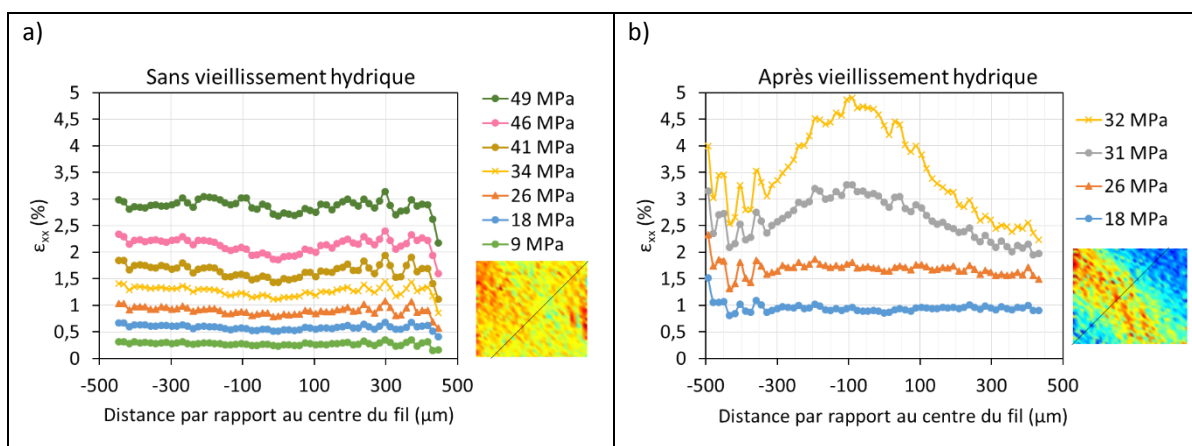 a)
Sans vieillissement hydrique
5
4,5
4
3,5
3
2,5
2
1,5
1
0,5
0
ε_xx (%)
-500 -300 -100 100 300 500
Distance par rapport au centre du fil (µm)
49 MPa
46 MPa
41 MPa
34 MPa
26 MPa
18 MPa
9 MPa
b)
Après vieillissement hydrique
5
4,5
4
3,5
3
2,5
2
1,5
1
0,5
0
ε_xx (%)
-500 -300 -100 100 300 500
Distance par rapport au centre du fil (µm)
32 MPa
31 MPa
26 MPa
18 MPa